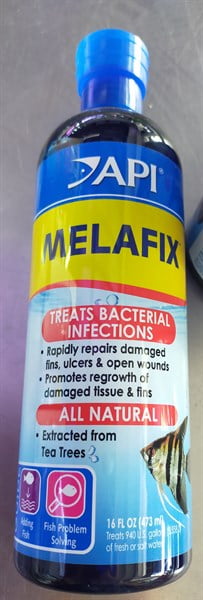 API
MELAFIX
TREATS BACTERIAL
INFECTIONS
• Rapidly repairs damaged
fins, ulcers & open wounds
• Promotes regrowth of
damaged tissue & fins
ALL NATURAL
• Extracted from
Tea Trees
Adding
Fish
Fish Problem
Solving
16 FL OZ (473 ml)
Treats 940 U.S. gallons
of fresh or salt water